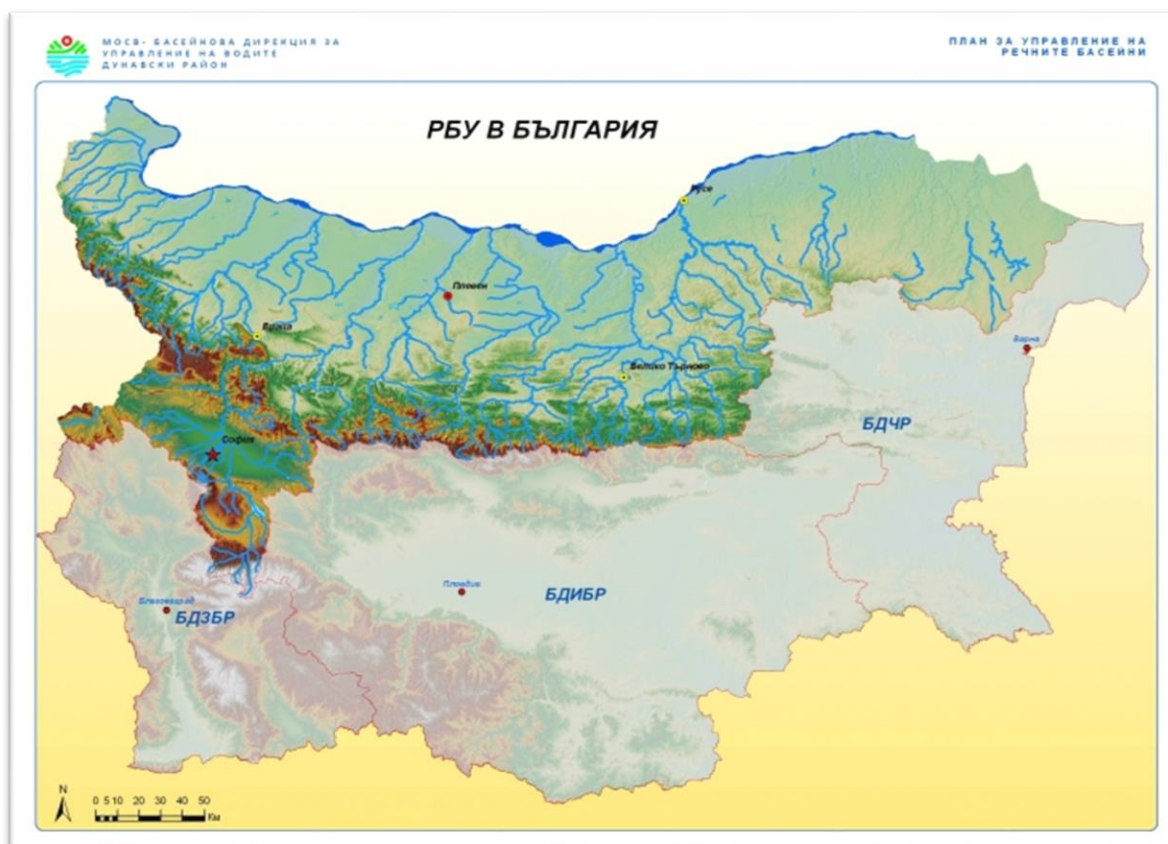 МОСВ- БАСЕЙНОВА ДИРЕКЦИЯ ЗА
УПРАВЛЕНИЕ НА ВОДИТЕ
ДУНАВСКИ РАЙОН
ПЛАН ЗА УПРАВЛЕНИЕ НА
РЕЧНИТЕ БАСЕЙНИ
РБУ В БЪЛГАРИЯ
Русе
Плевен
Враца
Варна
Велико Търново
БДЧР
София
Пловдив
БДИБР
Благоевград
БДЗБР
N
0 5 10 20 30 40 50
Км